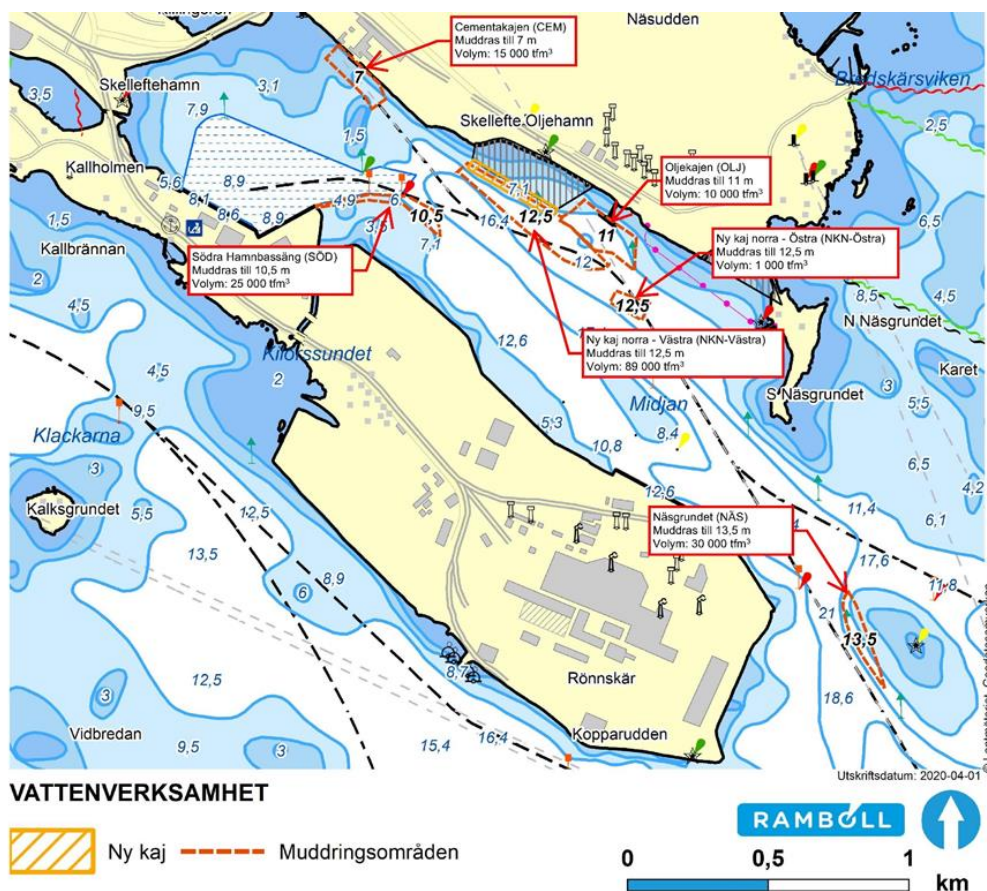 Näsudden
Cementakajen (CEM)
Muddras till 7 m
Volym: 15 000 tfm³
Bredskärsviken
3,5
Skelleftehamn
3,1
7
7,9
1,5
Skellefte Oljehamn
2,5
Kallholmen
5,6
8,1
8,6
8,9
8,9
4,9
6
3,5
10,5
7,1
16,4
7,1
12,5
11
12
Oljekajen (OLJ)
Muddras till 11 m
Volym: 10 000 tfm³
6,5
1,5
Kallbrännan
2
4,5
Södra Hamnbassäng (SÖD)
Muddras till 10,5 m
Volym: 25 000 tfm³
Ny kaj norra - Östra (NKN-Östra)
Muddras till 12,5 m
Volym: 1 000 tfm³
12,5
8,5
N Näsgrundet
Ny kaj norra - Västra (NKN-Västra)
Muddras till 12,5 m
Volym: 89 000 tfm³
12,6
2
4,5
9,5
Klackarna
3
3
Karet
3
5,5
S Näsgrundet
Midjan
8,4
5,3
10,8
12,6
6,5
4,2
6,1
Kalksgrundet
5,5
12,5
13,5
8,9
6
Näsgrundet (NÄS)
Muddras till 13,5 m
Volym: 30 000 tfm³
11,4
17,6
11,8
21
13,5
18,6
8,7
Rönnskär
12,5
3
Vidbredan
9,5
3
15,4
16,4
Kopparudden
Utskriftsdatum: 2020-04-01
VATTENVERKSAMHET
Ny kaj
Muddringsområden
RAMBOLL
0 0,5 1
km